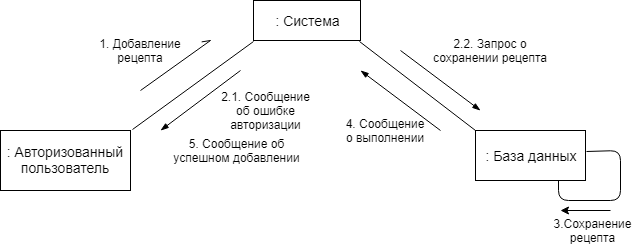 : Система
1. Добавление
рецепта
2.2. Запрос о
сохранении рецепта
2.1. Сообщение
об ошибке
авторизации
4. Сообщение
о выполнении
5. Сообщение об
успешном добавлении
: Авторизованный
пользователь
: База данных
3.Сохранение
рецепта